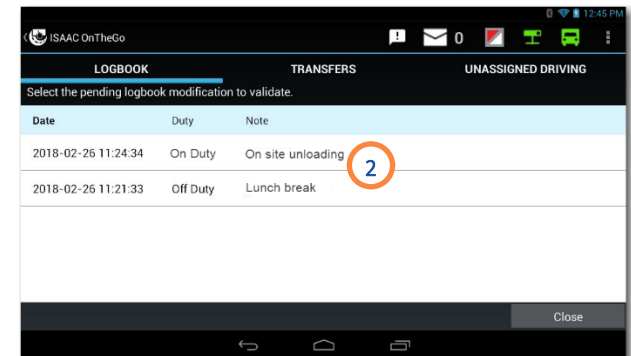 12:45 PM
ISAAC OnTheGo ! 0
LOGBOOK TRANSFERS UNASSIGNED DRIVING
Select the pending logbook modification to validate.
Date Duty Note
2018-02-26 11:24:34 On Duty On site unloading
2
2018-02-26 11:21:33 Off Duty Lunch break
Close